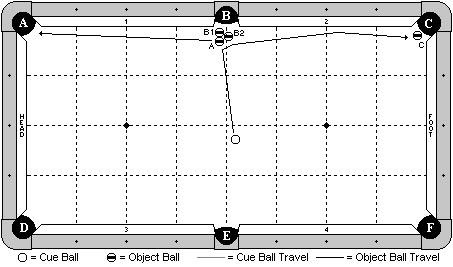 A B C
1 2
B1 B2
A C
HEAD FOOT
3 4
D E F
= Cue Ball = Object Ball = Cue Ball Travel = Object Ball Travel